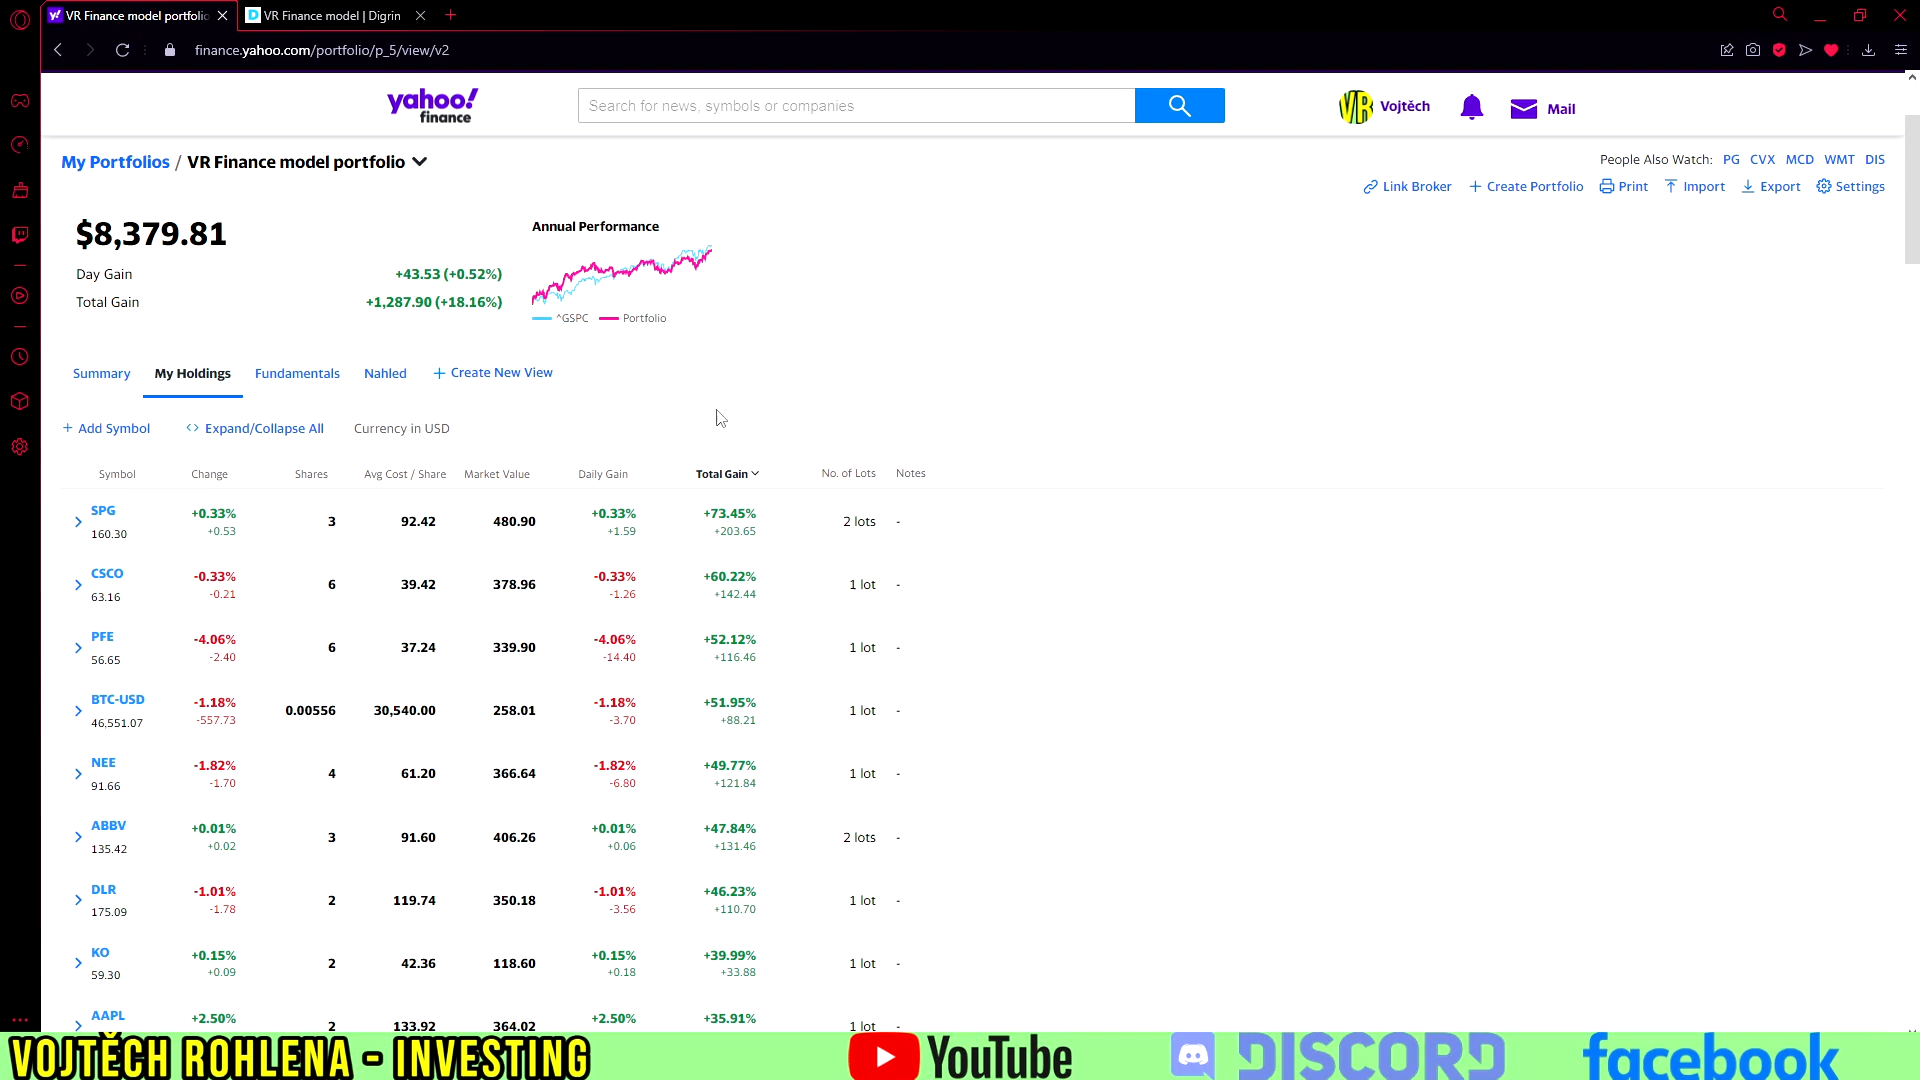 VR Finance model portfolio
VR Finance model | Digrin
finance.yahoo.com/portfolio/p_5/view/v2
yahoo! finance
Search for news, symbols or companies
VR Vojtěch
Mail
My Portfolios / VR Finance model portfolio
People Also Watch: PG CVX MCD WMT DIS
Link Broker + Create Portfolio Print Import Export Settings
$8,379.81
Day Gain +43.53 (+0.52%)
Total Gain +1,287.90 (+18.16%)
Annual Performance
^GSPC Portfolio
Summary My Holdings Fundamentals Nahled + Create New View
+ Add Symbol <> Expand/Collapse All Currency in USD
Symbol Change Shares Avg Cost / Share Market Value Daily Gain Total Gain No. of Lots Notes
SPG +0.33% 3 92.42 480.90 +0.33% +73.45% 2 lots -
160.30 +0.53 +1.59 +203.65
CSCO -0.33% 6 39.42 378.96 -0.33% +60.22% 1 lot -
63.16 -0.21 -1.26 +142.44
PFE -4.06% 6 37.24 339.90 -4.06% +52.12% 1 lot -
56.65 -2.40 -14.40 +116.46
BTC-USD -1.18% 0.00556 30,540.00 258.01 -1.18% +51.95% 1 lot -
46,551.07 -557.73 -3.70 +88.21
NEE -1.82% 4 61.20 366.64 -1.82% +49.77% 1 lot -
91.66 -1.70 -6.80 +121.84
ABBV +0.01% 3 91.60 406.26 +0.01% +47.84% 2 lots -
135.42 +0.02 +0.06 +131.46
DLR -1.01% 2 119.74 350.18 -1.01% +46.23% 1 lot -
175.09 -1.78 -3.56 +110.70
KO +0.15% 2 42.36 118.60 +0.15% +39.99% 1 lot -
59.30 +0.09 +0.18 +33.88
AAPL +2.50% 2 133.92 364.02 +2.50% +35.91% 1 lot -
VOJTĚCH ROHLENA - INVESTING YouTube DISCORD facebook